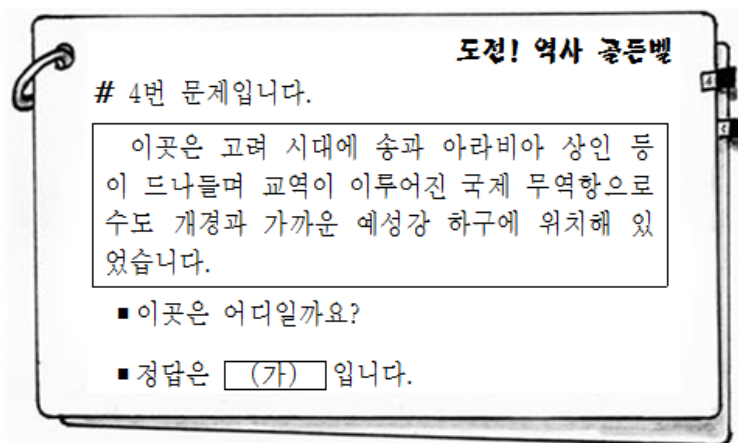 도전! 역사 골든벨
# 4번 문제입니다.
이곳은 고려 시대에 송과 아라비아 상인 등
이 드나들며 교역이 이루어진 국제 무역항으로
수도 개경과 가까운 예성강 하구에 위치해 있
었습니다.
■ 이곳은 어디일까요?
■ 정답은 (가) 입니다.